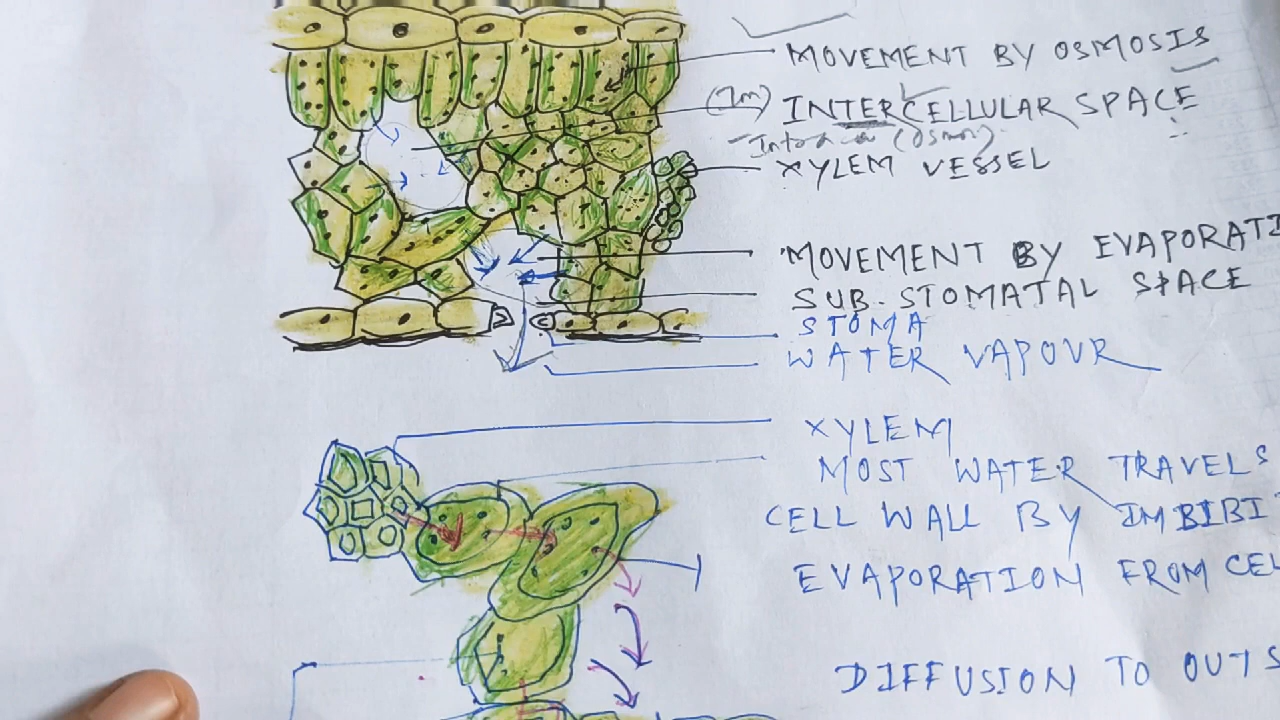 MOVEMENT BY OSMOSIS
(Im) INTERCELLULAR SPACE
XYLEM VESSEL
MOVEMENT BY EVAPORATI
SUB-STOMATAL SPACE
STOMA
WATER VAPOUR
XYLEM
MOST WATER TRAVELS
CELL WALL BY IMBIBI
EVAPORATION FROM CEL
DIFFUSION TO OUTS